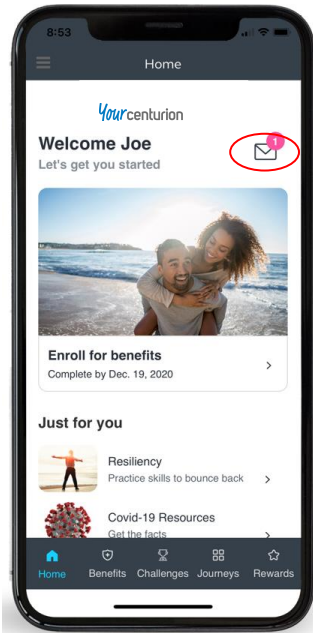 8:53
Home
Yourcenturion
Welcome Joe
1
Let's get you started
Enroll for benefits
Complete by Dec. 19, 2020
Just for you
Resiliency
Practice skills to bounce back
Covid-19 Resources
Get the facts
Home Benefits Challenges Journeys Rewards